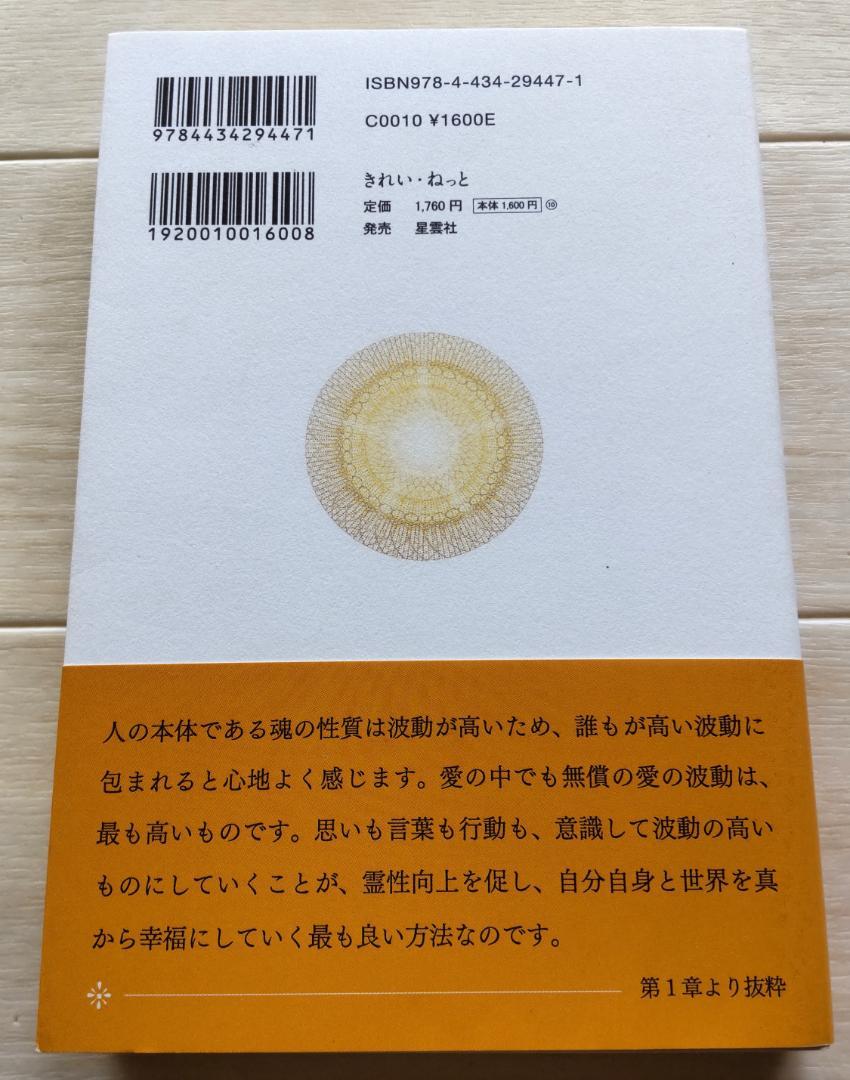 ISBN978-4-434-29447-1
9784434294471
C0010 ¥1600E
きれい・ねっと
定価 1,760円 本体1,600円 ⑩
1920010016008
発売 星雲社
人の本体である魂の性質は波動が高いため、誰もが高い波動に
包まれると心地よく感じます。愛の中でも無償の愛の波動は、
最も高いものです。思いも言葉も行動も、意識して波動の高い
ものにしていくことが、霊性向上を促し、自分自身と世界を真
から幸福にしていく最も良い方法なのです。
第1章より抜粋